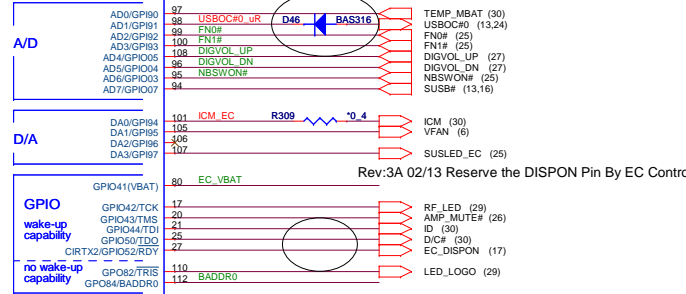 AD0/GPI90 97 TEMP_MBAT (30)
AD1/GPI91 98 USBOC#0_uR D46 BAS316 USBOC#0 (13,24)
AD2/GPI92 99 FN0# FN0# (25)
A/D AD3/GPI93 100 FN1# FN1# (25)
AD4/GPIO05 108 DIGVOL_UP DIGVOL_UP (27)
AD5/GPIO04 96 DIGVOL_DN DIGVOL_DN (27)
AD6/GPIO03 95 NBSWON# NBSWON# (25)
AD7/GPIO07 94 SUSB# (13,16)
DA0/GPI94 101 ICM_EC R309 *0_4 ICM (30)
DA1/GPI95 105 VFAN (6)
D/A DA2/GPI96 106
DA3/GPI97 107 SUSLED_EC (25)
Rev:3A 02/13 Reserve the DISPON Pin By EC Contro
GPIO41(VBAT) 80 EC_VBAT
GPIO GPIO42/TCK 17 RF_LED (29)
wake-up GPIO43/TMS 20 AMP_MUTE# (26)
capability GPIO44/TDI 21 ID (30)
GPIO50/TDO 25 D/C# (30)
CIRTX2/GPIO52/RDY 27 EC_DISPON (17)
no wake-up GPIO82/TRIS 110 LED_LOGO (29)
capability GPO84/BADDR0 112 BADDR0